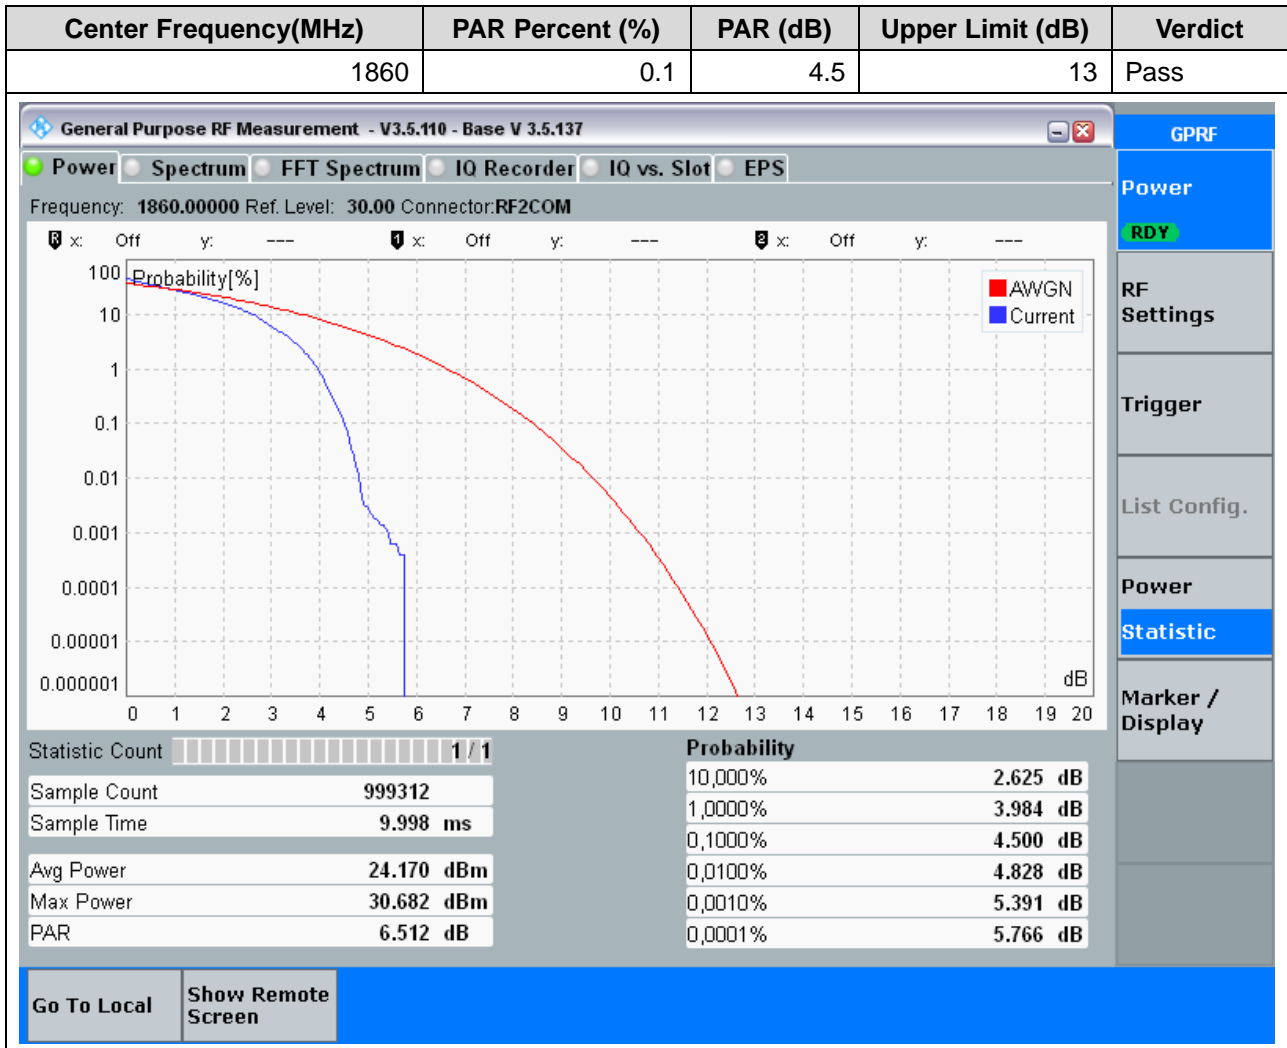 Center Frequency(MHz) PAR Percent (%) PAR (dB) Upper Limit (dB) Verdict
1860 0.1 4.5 13 Pass
General Purpose RF Measurement - V3.5.110 - Base V 3.5.137
GPRF
Power Spectrum FFT Spectrum IQ Recorder IQ vs. Slot EPS
Power
RDY
Frequency: 1860.00000 Ref. Level: 30.00 Connector:RF2COM
R x: Off y: --- 1 x: Off y: --- 2 x: Off y: ---
Probability[%]
100
10
1
0.1
0.01
0.001
0.0001
0.00001
0.000001
AWGN
Current
dB
0 1 2 3 4 5 6 7 8 9 10 11 12 13 14 15 16 17 18 19 20
RF
Settings
Trigger
List Config.
Power
Statistic
Marker /
Display
Statistic Count 1 / 1
Sample Count 999312
Sample Time 9.998 ms
Avg Power 24.170 dBm
Max Power 30.682 dBm
PAR 6.512 dB
Probability
10,000% 2.625 dB
1,0000% 3.984 dB
0,1000% 4.500 dB
0,0100% 4.828 dB
0,0010% 5.391 dB
0,0001% 5.766 dB
Go To Local
Show Remote
Screen